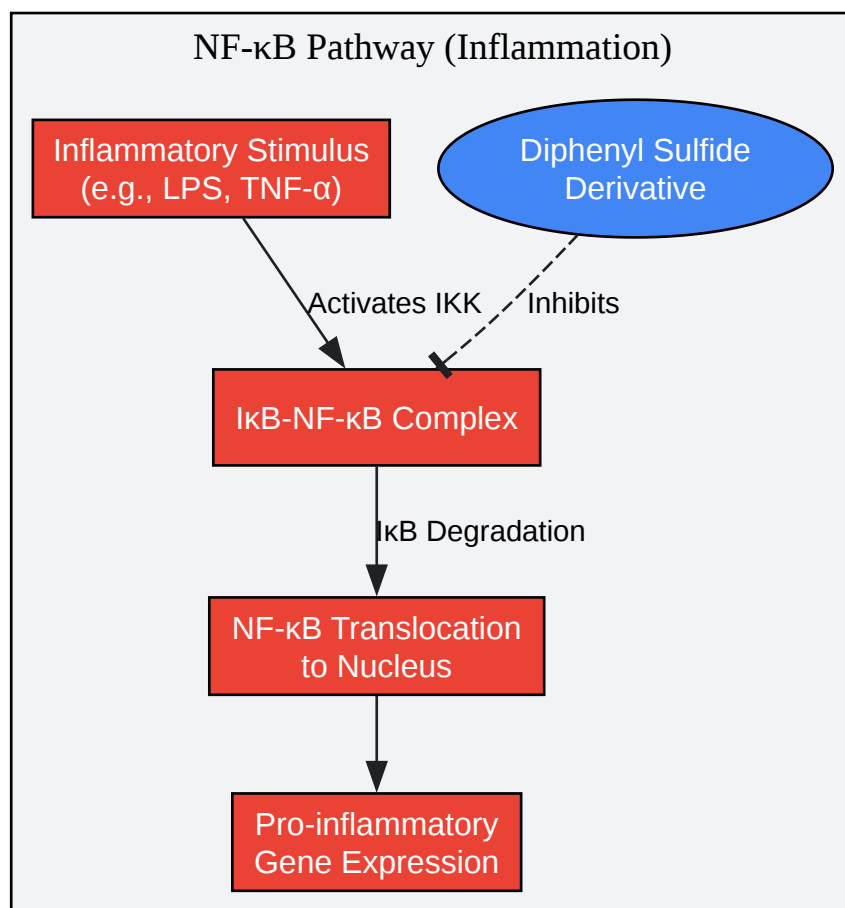 NF-κB Pathway (Inflammation)
Inflammatory Stimulus
(e.g., LPS, TNF-α)
Diphenyl Sulfide
Derivative
Activates IKK
Inhibits
IκB-NF-κB Complex
IκB Degradation
NF-κB Translocation
to Nucleus
Pro-inflammatory
Gene Expression